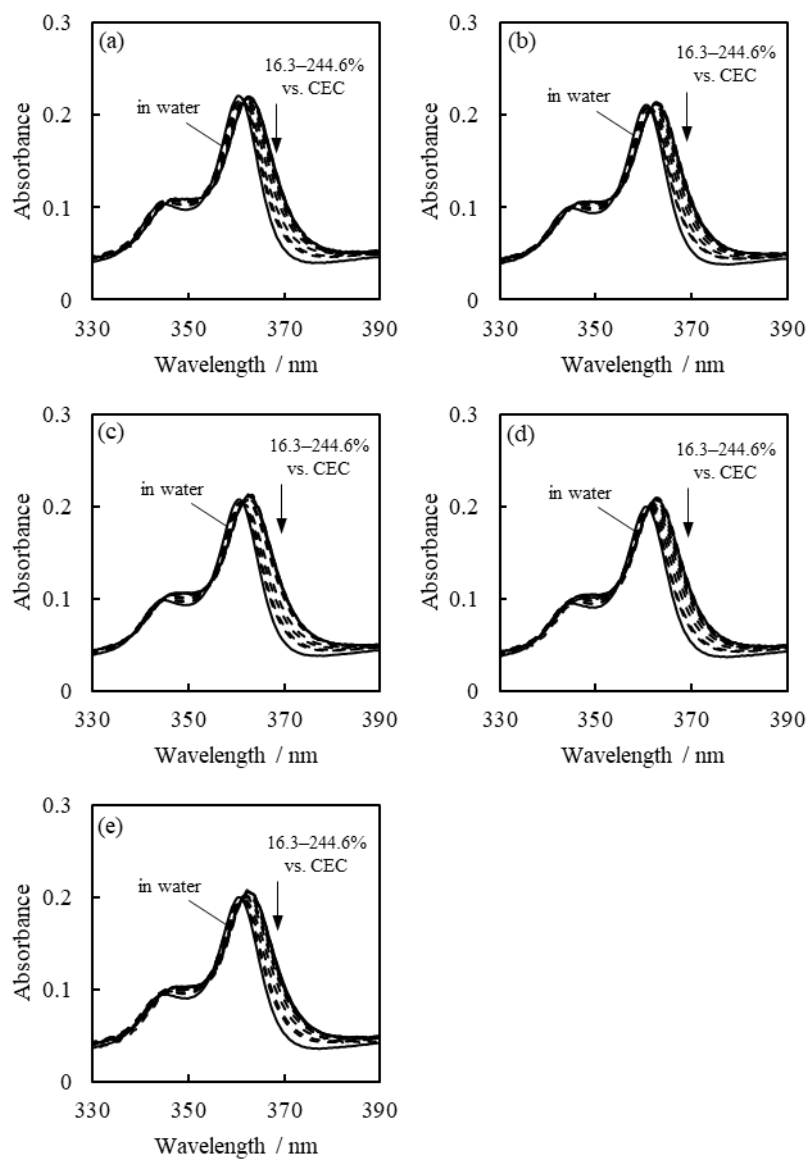 (a)
16.3–244.6%
vs. CEC
in water
Absorbance
0.3
0.2
0.1
0
330 350 370 390
Wavelength / nm
(b)
16.3–244.6%
vs. CEC
in water
Absorbance
0.3
0.2
0.1
0
330 350 370 390
Wavelength / nm
(c)
16.3–244.6%
vs. CEC
in water
Absorbance
0.3
0.2
0.1
0
330 350 370 390
Wavelength / nm
(d)
16.3–244.6%
vs. CEC
in water
Absorbance
0.3
0.2
0.1
0
330 350 370 390
Wavelength / nm
(e)
16.3–244.6%
vs. CEC
in water
Absorbance
0.3
0.2
0.1
0
330 350 370 390
Wavelength / nm